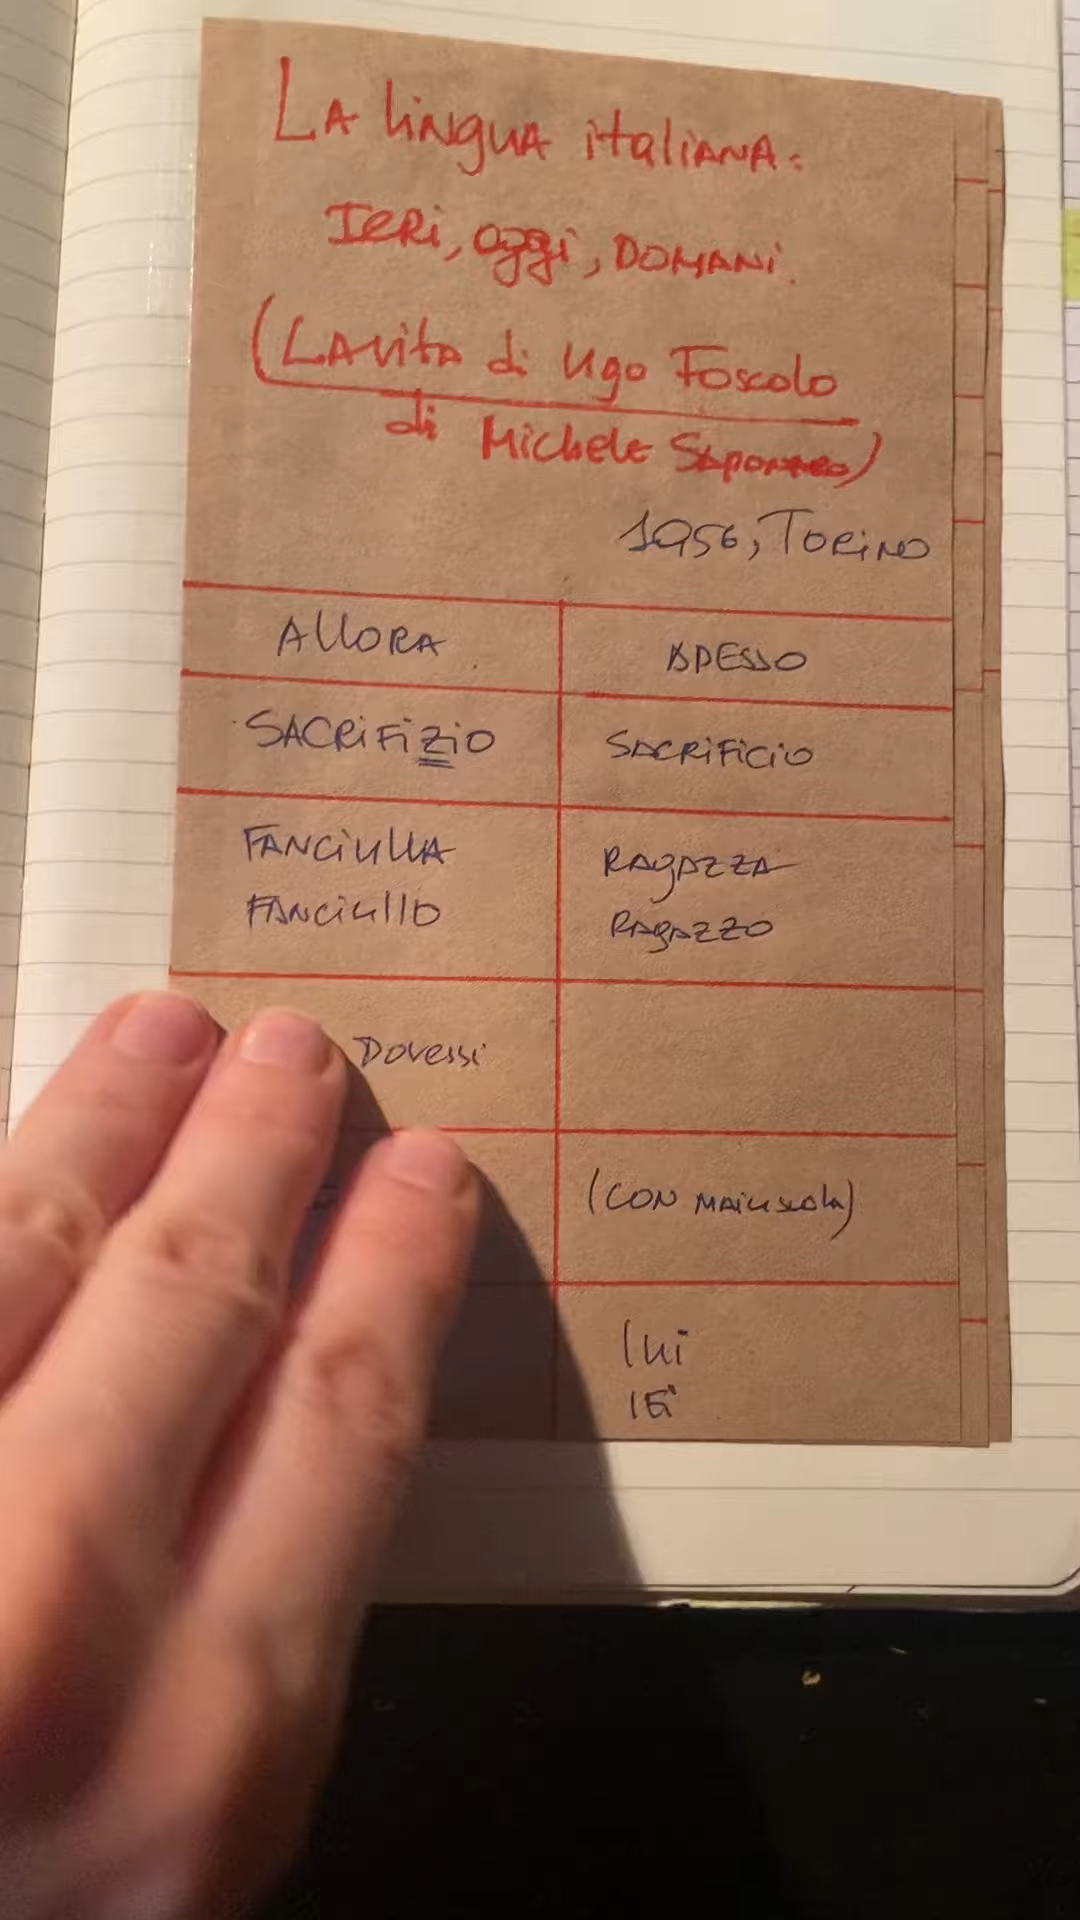 La lingua italiana:
Ieri, oggi, domani.
(La vita di Ugo Foscolo
di Michele Saponaro)
1956, Torino
Allora
Adesso
Sacrifizio
Sacrificio
Fanciulla
Ragazza
Fanciullo
Ragazzo
Dovessi
(con maiuscola)
lui
lei